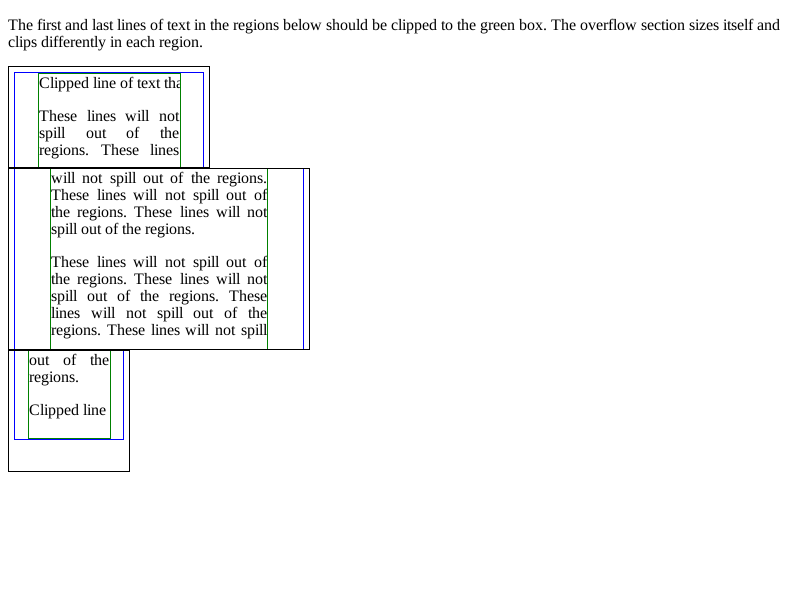 The first and last lines of text in the regions below should be clipped to the green box. The overflow section sizes itself and
clips differently in each region.
Clipped line of text tha
These lines will not
spill out of the
regions. These lines
will not spill out of the regions.
These lines will not spill out of
the regions. These lines will not
spill out of the regions.
These lines will not spill out of
the regions. These lines will not
spill out of the regions. These
lines will not spill out of the
regions. These lines will not spill
out of the
regions.
Clipped line